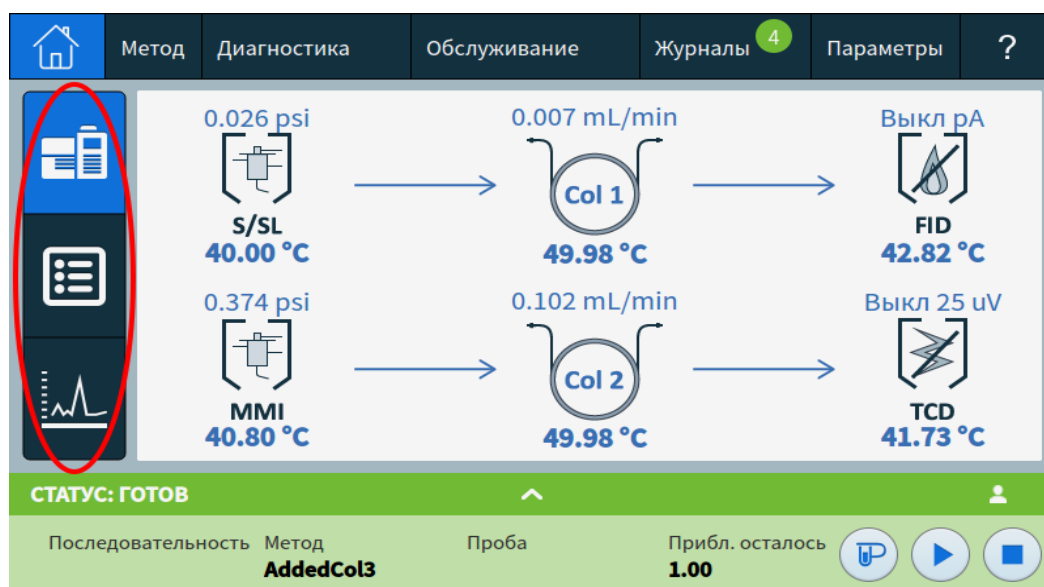 Метод Диагностика Обслуживание Журналы 4 Параметры ?
0.026 psi 0.007 mL/min Выкл pA
Col 1
S/SL FID
40.00 °C 49.98 °C 42.82 °C
0.374 psi 0.102 mL/min Выкл 25 uV
Col 2
MMI TCD
40.80 °C 49.98 °C 41.73 °C
СТАТУС: ГОТОВ
Последовательность Метод Проба Прибл. осталось
AddedCol3 1.00